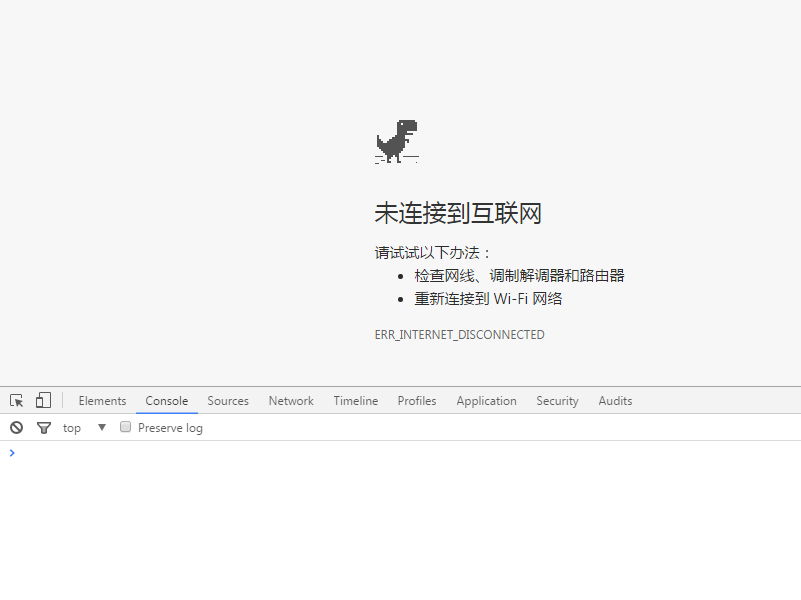 未连接到互联网
请试试以下办法：
检查网线、调制解调器和路由器
重新连接到 Wi-Fi 网络
ERR_INTERNET_DISCONNECTED
Elements Console Sources Network Timeline Profiles Application Security Audits
top Preserve log